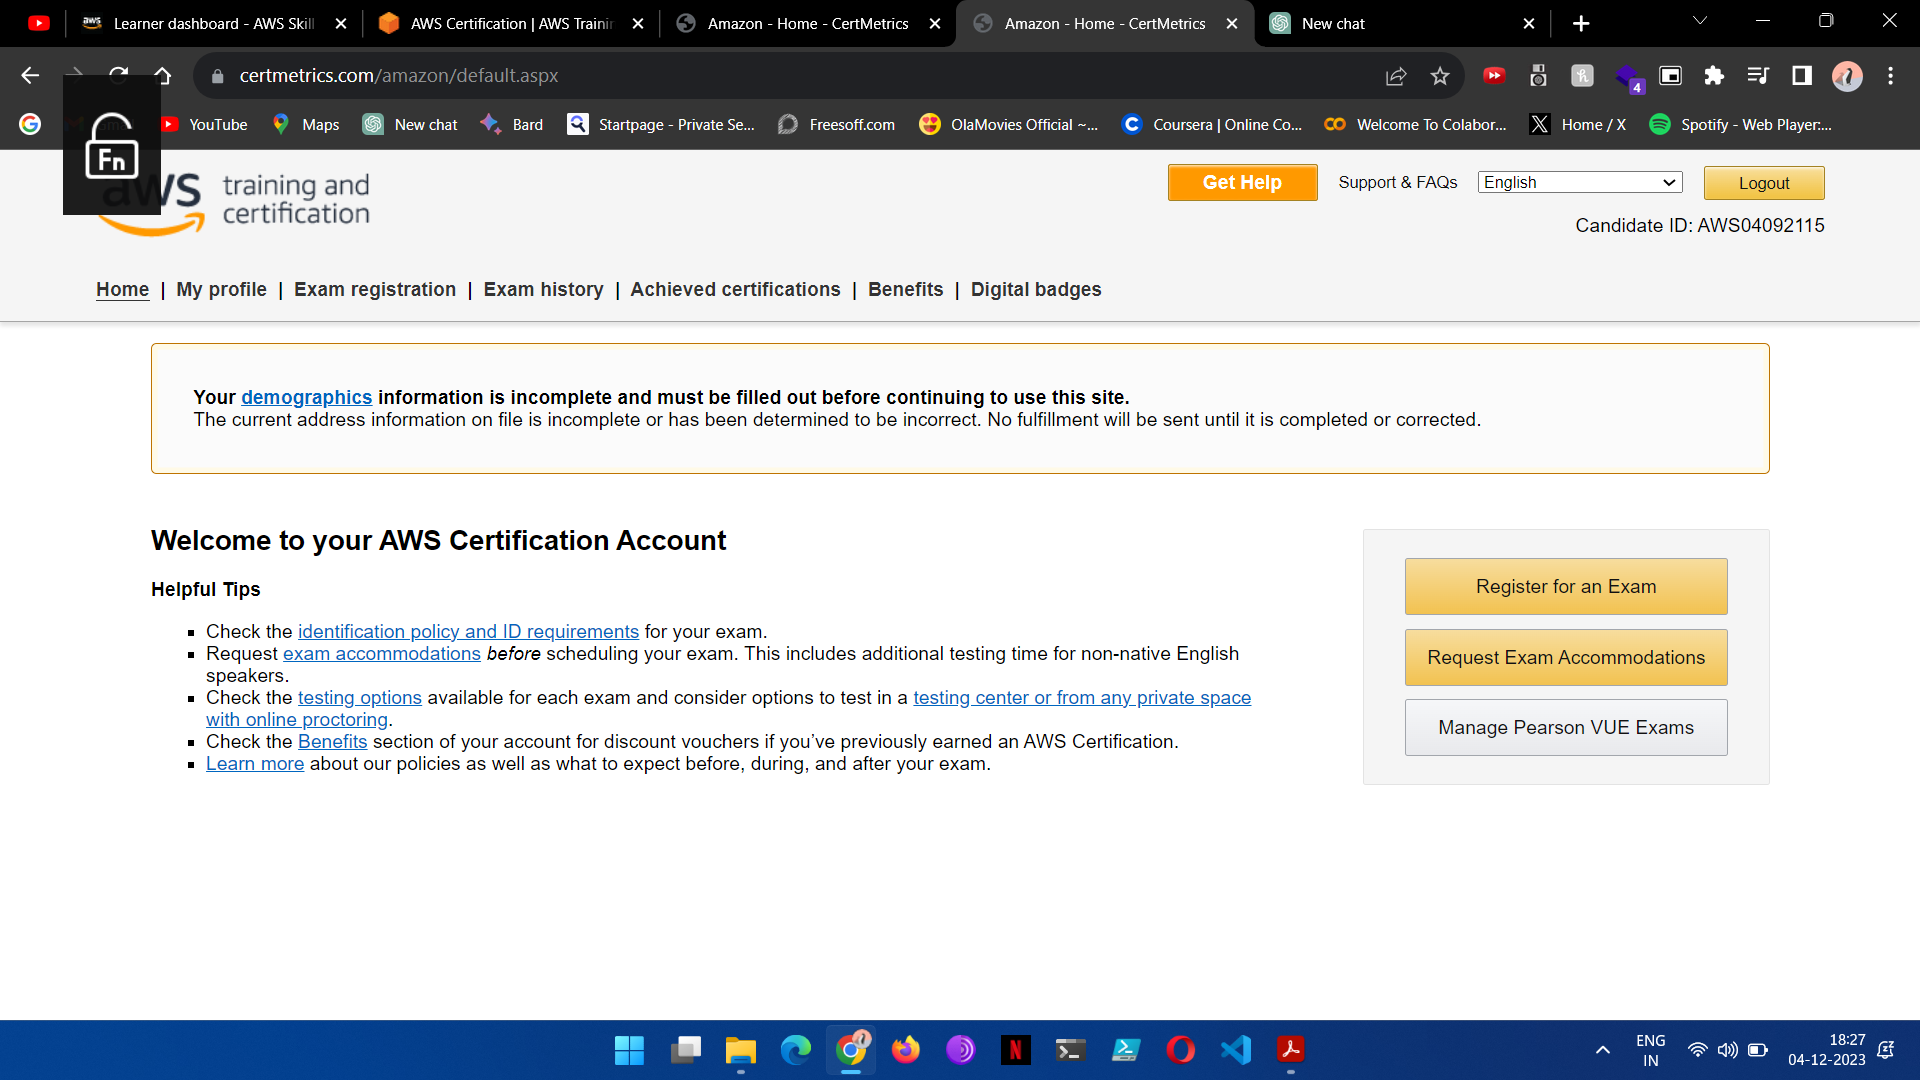 Learner dashboard - AWS Skil
AWS Certification | AWS Trainin
Amazon - Home - CertMetrics
Amazon - Home - CertMetrics
New chat
certmetrics.com/amazon/default.aspx
4
YouTube
Maps
New chat
Bard
Startpage - Private Se...
Freesoff.com
OlaMovies Official ~...
Coursera | Online Co...
Welcome To Colabor...
Home / X
Spotify - Web Player:...
Fn
aws training and
certification
Get Help
Support & FAQs
English
Logout
Candidate ID: AWS04092115
Home | My profile | Exam registration | Exam history | Achieved certifications | Benefits | Digital badges
Your demographics information is incomplete and must be filled out before continuing to use this site.
The current address information on file is incomplete or has been determined to be incorrect. No fulfillment will be sent until it is completed or corrected.
Welcome to your AWS Certification Account
Helpful Tips
Check the identification policy and ID requirements for your exam.
Request exam accommodations before scheduling your exam. This includes additional testing time for non-native English
speakers.
Check the testing options available for each exam and consider options to test in a testing center or from any private space
with online proctoring.
Check the Benefits section of your account for discount vouchers if you’ve previously earned an AWS Certification.
Learn more about our policies as well as what to expect before, during, and after your exam.
Register for an Exam
Request Exam Accommodations
Manage Pearson VUE Exams
ENG
IN
18:27
04-12-2023